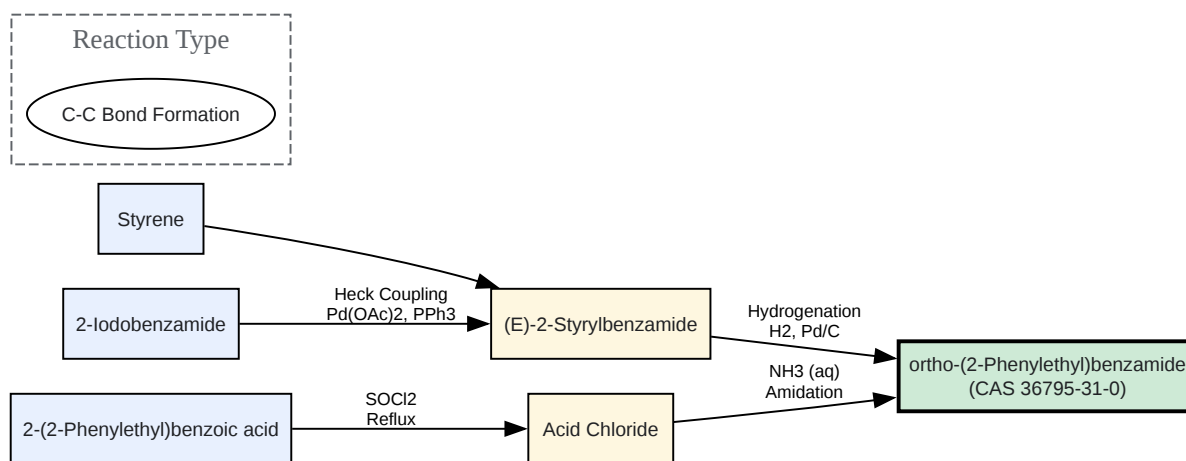 Reaction Type
C-C Bond Formation
Styrene
2-Iodobenzamide
Heck Coupling
Pd(OAc)2, PPh3
(E)-2-Styrylbenzamide
Hydrogenation
H2, Pd/C
ortho-(2-Phenylethyl)benzamide
(CAS 36795-31-0)
2-(2-Phenylethyl)benzoic acid
SOCl2
Reflux
Acid Chloride
NH3 (aq)
Amidation